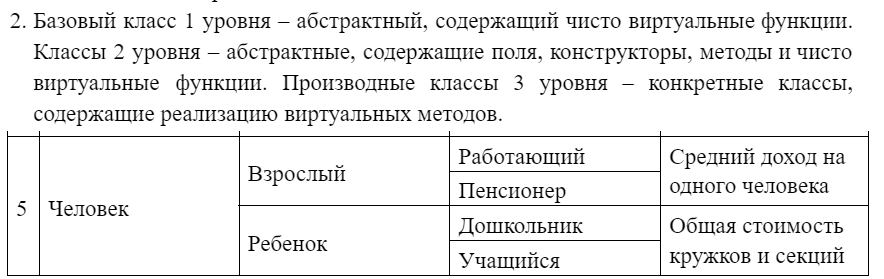 2. Базовый класс 1 уровня – абстрактный, содержащий чисто виртуальные функции.
Классы 2 уровня – абстрактные, содержащие поля, конструкторы, методы и чисто
виртуальные функции. Производные классы 3 уровня – конкретные классы,
содержащие реализацию виртуальных методов.
5
Человек
Взрослый
Работающий
Пенсионер
Средний доход на
одного человека
Ребенок
Дошкольник
Учащийся
Общая стоимость
кружков и секций